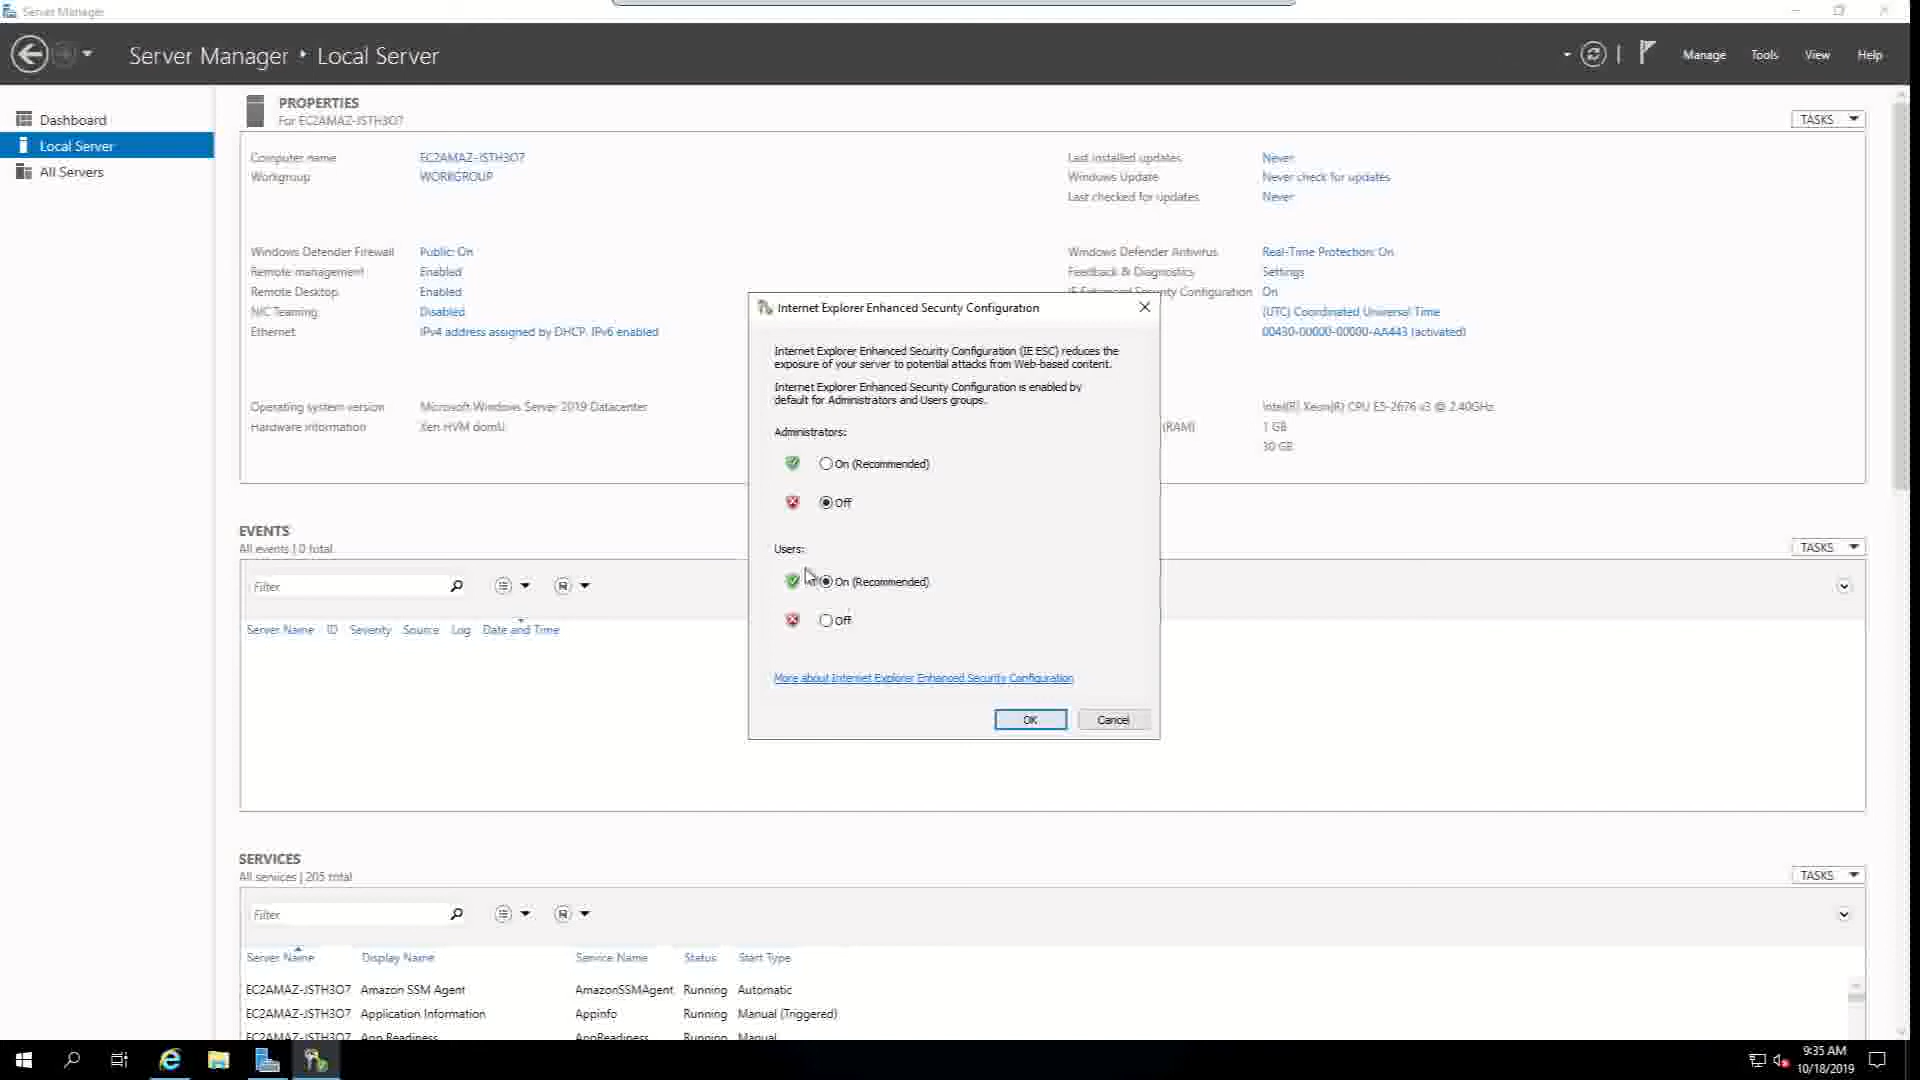 Server Manager
Server Manager • Local Server
Manage Tools View Help
Dashboard
Local Server
All Servers
PROPERTIES
For EC2AMAZ-JSTH3O7
TASKS
Computer name EC2AMAZ-JSTH3O7
Workgroup WORKGROUP
Last installed updates Never
Windows Update Never check for updates
Last checked for updates Never
Windows Defender Firewall Public: On
Remote management Enabled
Remote Desktop Enabled
NIC Teaming Disabled
Ethernet IPv4 address assigned by DHCP, IPv6 enabled
Windows Defender Antivirus Real-Time Protection: On
Feedback & Diagnostics Settings
IE Enhanced Security Configuration On
(UTC) Coordinated Universal Time
00430-00000-00000-AA443 (activated)
Operating system version Microsoft Windows Server 2019 Datacenter
Hardware information Xen HVM domU
Intel(R) Xeon(R) CPU E5-2676 v3 @ 2.40GHz
(RAM) 1 GB
30 GB
Internet Explorer Enhanced Security Configuration
Internet Explorer Enhanced Security Configuration (IE ESC) reduces the
exposure of your server to potential attacks from Web-based content.
Internet Explorer Enhanced Security Configuration is enabled by
default for Administrators and Users groups.
Administrators:
On (Recommended)
Off
Users:
On (Recommended)
Off
More about Internet Explorer Enhanced Security Configuration
OK Cancel
EVENTS
All events | 0 total
TASKS
Filter
Server Name ID Severity Source Log Date and Time
SERVICES
All services | 205 total
TASKS
Filter
Server Name Display Name Service Name Status Start Type
EC2AMAZ-JSTH3O7 Amazon SSM Agent AmazonSSMAgent Running Automatic
EC2AMAZ-JSTH3O7 Application Information Appinfo Running Manual (Triggered)
EC2AMAZ-JSTH3O7 App Readiness AppReadiness Running Manual
9:35 AM
10/18/2019